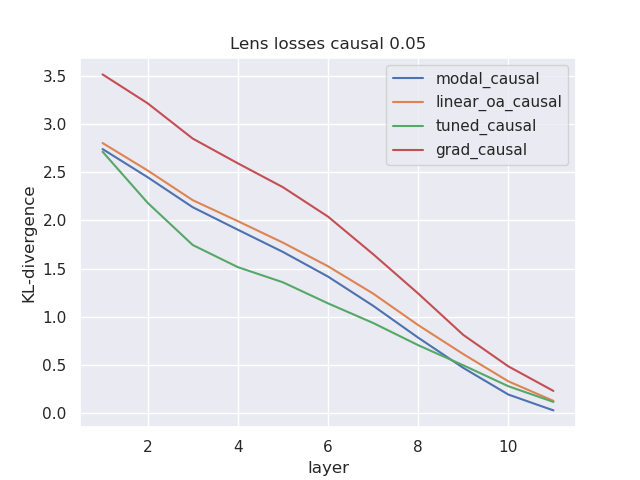 Lens losses causal 0.05
modal_causal
linear_oa_causal
tuned_causal
grad_causal
KL-divergence
3.5
3.0
2.5
2.0
1.5
1.0
0.5
0.0
2 4 6 8 10
layer